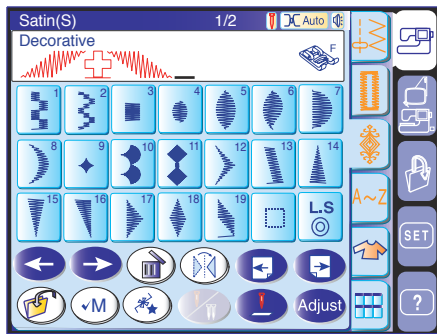 Satin(S) 1/2 Auto
Decorative
F
1 2 3 4 5 6 7
8 9 10 11 12 13 14
15 16 17 18 19 L.S
A~Z
SET
✓M Adjust
?